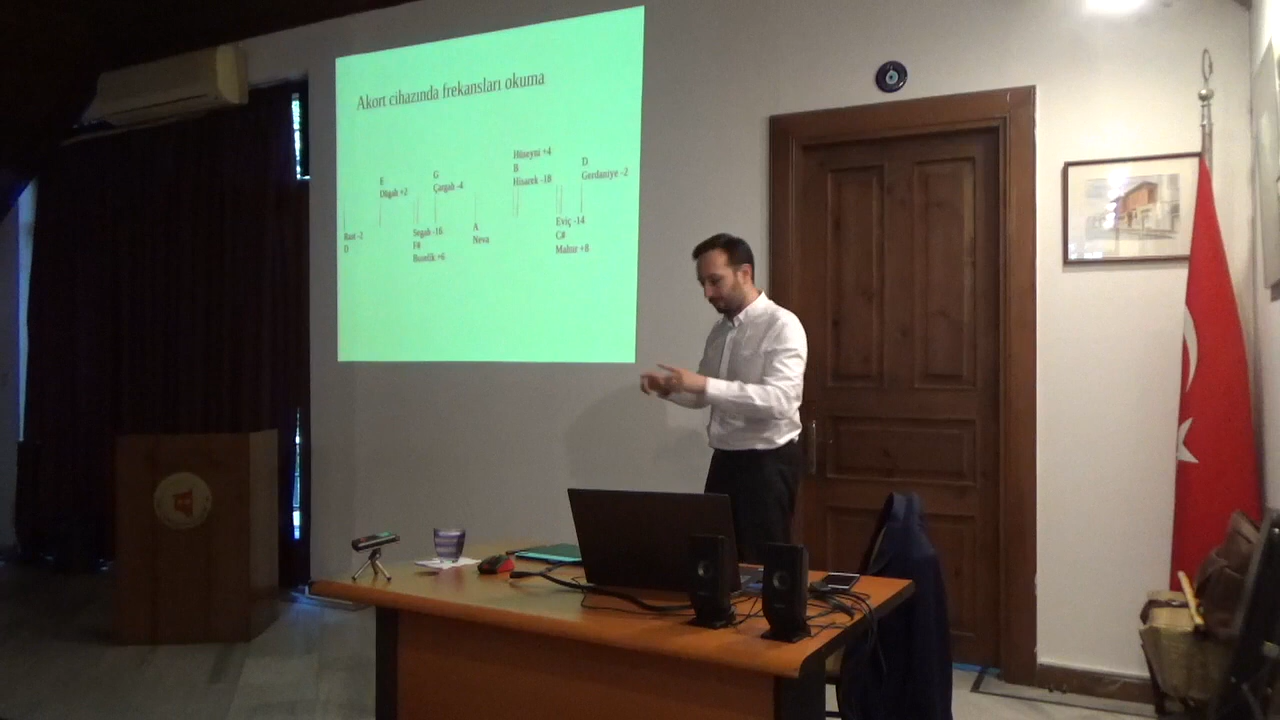 Akort cihazında frekansları okuma
Hüseyni +4
B
Hisarek -18
D
Gerdaniye -2
G
Çargah -4
E
Dügah +2
Rast -2
D
Segah -16
F#
Buselik +6
A
Neva
Eviç -14
C#
Mahur +8